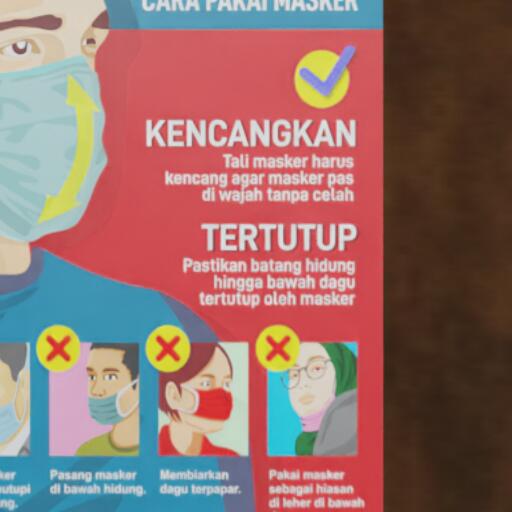 CARA PAKAI MASKER
KENCANGKAN
Tali masker harus
kencang agar masker pas
di wajah tanpa celah
TERTUTUP
Pastikan batang hidung
hingga bawah dagu
tertutup oleh masker
Pasang masker
di bawah hidung.
Membiarkan
dagu terpapar.
Pakai masker
sebagai hiasan
di leher di bawah